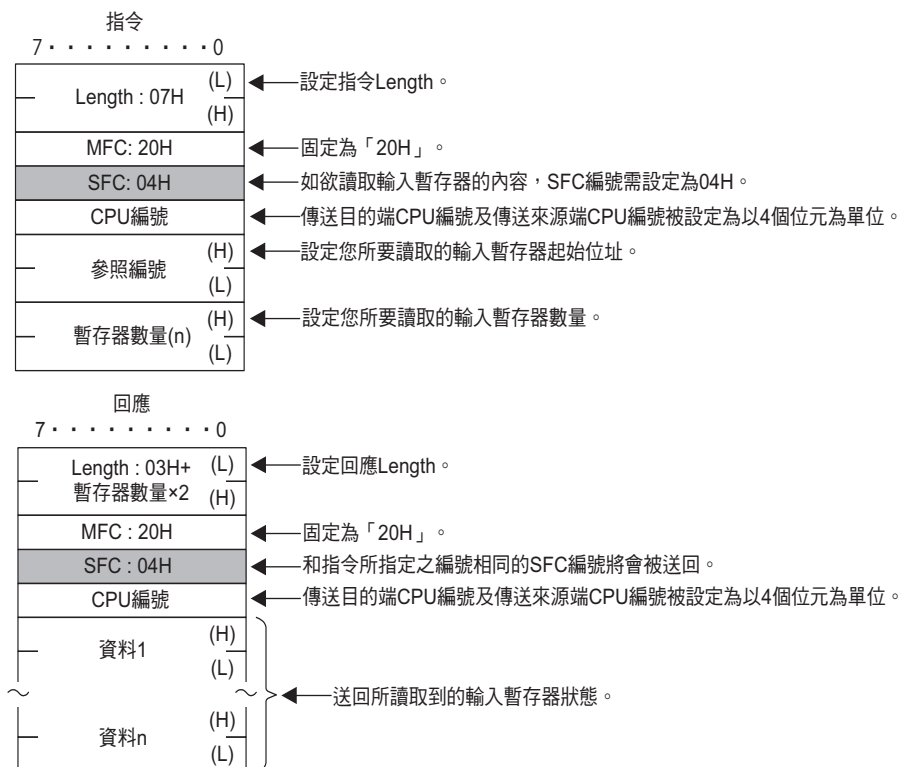 指令
7 · · · · · · · · · 0
Length : 07H
(L)
(H)
設定指令Length。
MFC: 20H
固定為「20H」。
SFC: 04H
如欲讀取輸入暫存器的內容，SFC編號需設定為04H。
CPU編號
傳送目的端CPU編號及傳送來源端CPU編號被設定為以4個位元為單位。
參照編號
(H)
(L)
設定您所要讀取的輸入暫存器起始位址。
暫存器數量(n)
(H)
(L)
設定您所要讀取的輸入暫存器數量。
回應
7 · · · · · · · · · 0
Length : 03H+
暫存器數量×2
(L)
(H)
設定回應Length。
MFC : 20H
固定為「20H」。
SFC : 04H
和指令所指定之編號相同的SFC編號將會被送回。
CPU編號
傳送目的端CPU編號及傳送來源端CPU編號被設定為以4個位元為單位。
資料1
(H)
(L)
送回所讀取到的輸入暫存器狀態。
資料n
(H)
(L)